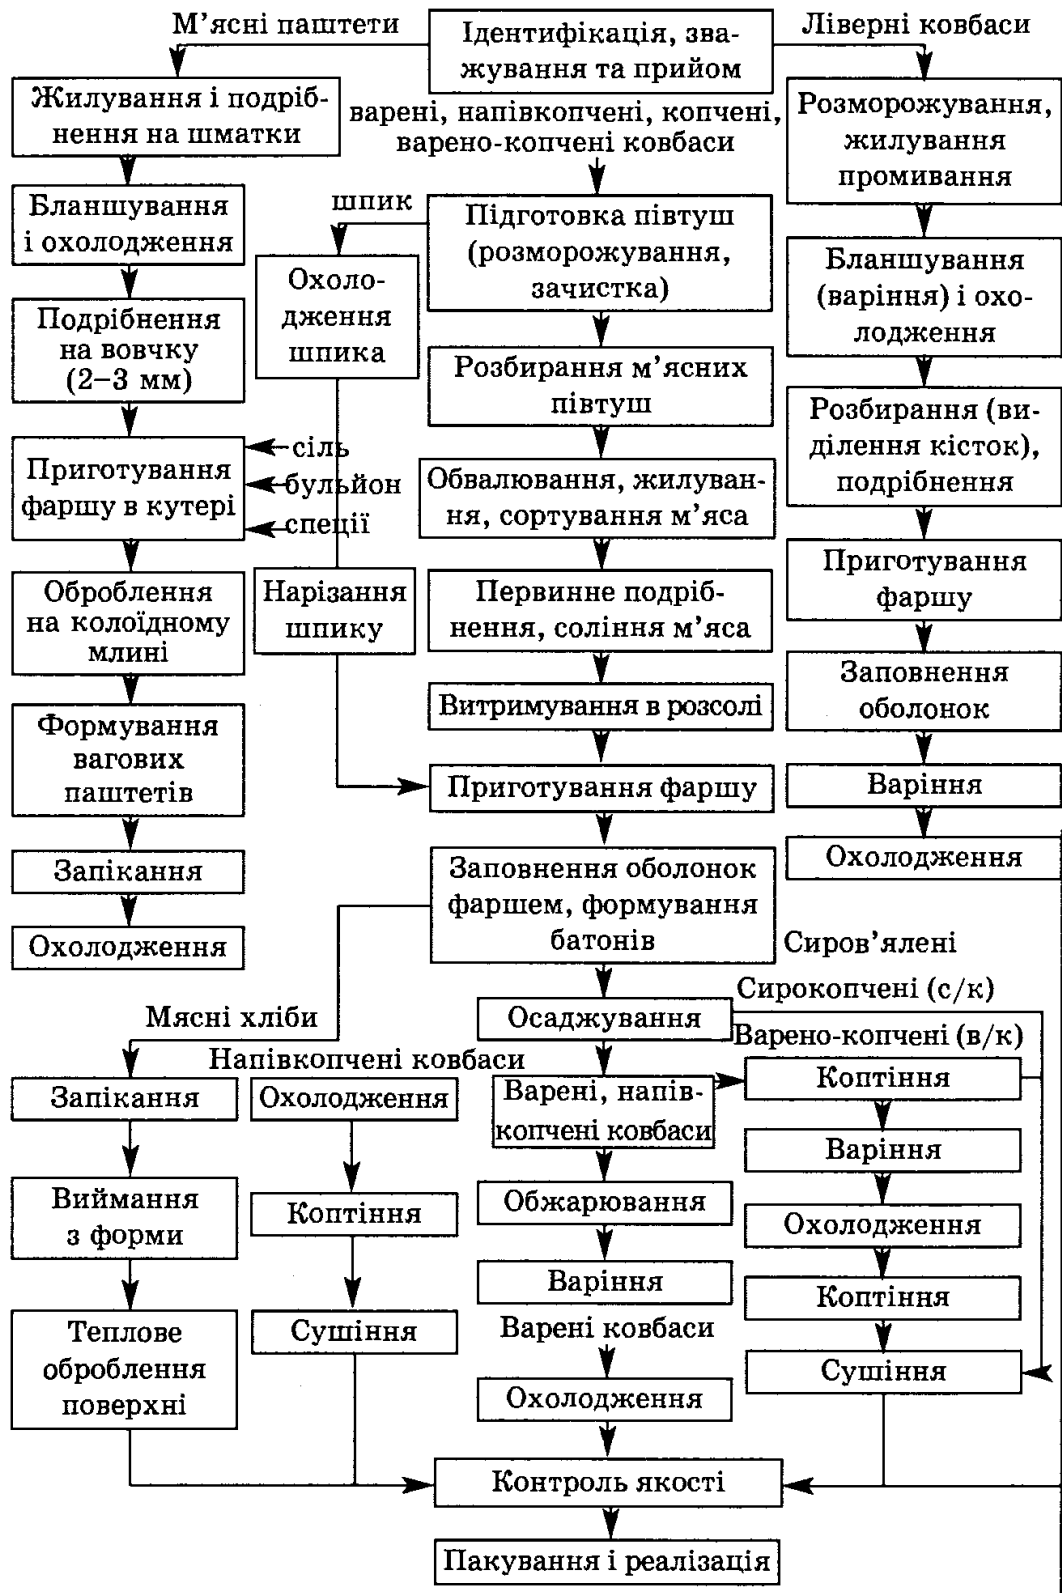 М’ясні паштети
Ідентифікація, зва-
жування та прийом
Ліверні ковбаси
Жилування і подріб-
нення на шматки
варені, напівкопчені, копчені,
варено-копчені ковбаси
Розморожування,
жилування
промивання
Бланшування
і охолодження
шпик
Підготовка півтуш
(розморожування,
зачистка)
Охоло-
дження
шпика
Бланшування
(варіння) і охо-
лодження
Подрібнення
на вовчку
(2–3 мм)
Розбирання м’ясних
півтуш
Розбирання (ви-
ділення кісток),
подрібнення
Приготування
фаршу в кутері
сіль
бульйон
спеції
Обвалювання, жилуван-
ня, сортування м’яса
Приготування
фаршу
Оброблення
на колоїдному
млині
Нарізання
шпику
Первинне подріб-
нення, соління м’яса
Заповнення
оболонок
Витримування в розсолі
Формування
вагових
паштетів
Приготування фаршу
Варіння
Запікання
Заповнення оболонок
фаршем, формування
батонів
Охолодження
Охолодження
Сиров’ялені
Сирокопчені (с/к)
Осаджування
Мясні хліби
Варено-копчені (в/к)
Напівкопчені ковбаси
Запікання
Охолодження
Варені, напів-
копчені ковбаси
Коптіння
Варіння
Виймання
з форми
Коптіння
Обжарювання
Охолодження
Варіння
Коптіння
Теплове
оброблення
поверхні
Сушіння
Варені ковбаси
Сушіння
Охолодження
Контроль якості
Пакування і реалізація